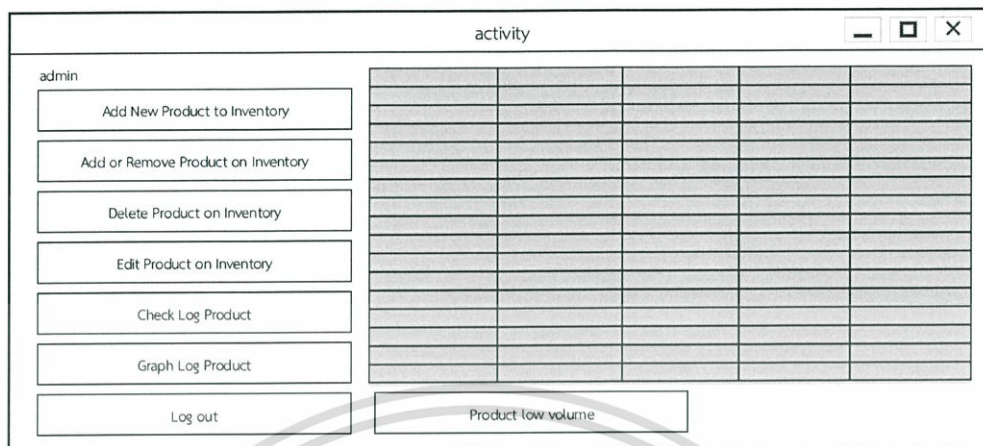 activity
admin
Add New Product to Inventory
Add or Remove Product on Inventory
Delete Product on Inventory
Edit Product on Inventory
Check Log Product
Graph Log Product
Log out
Product low volume